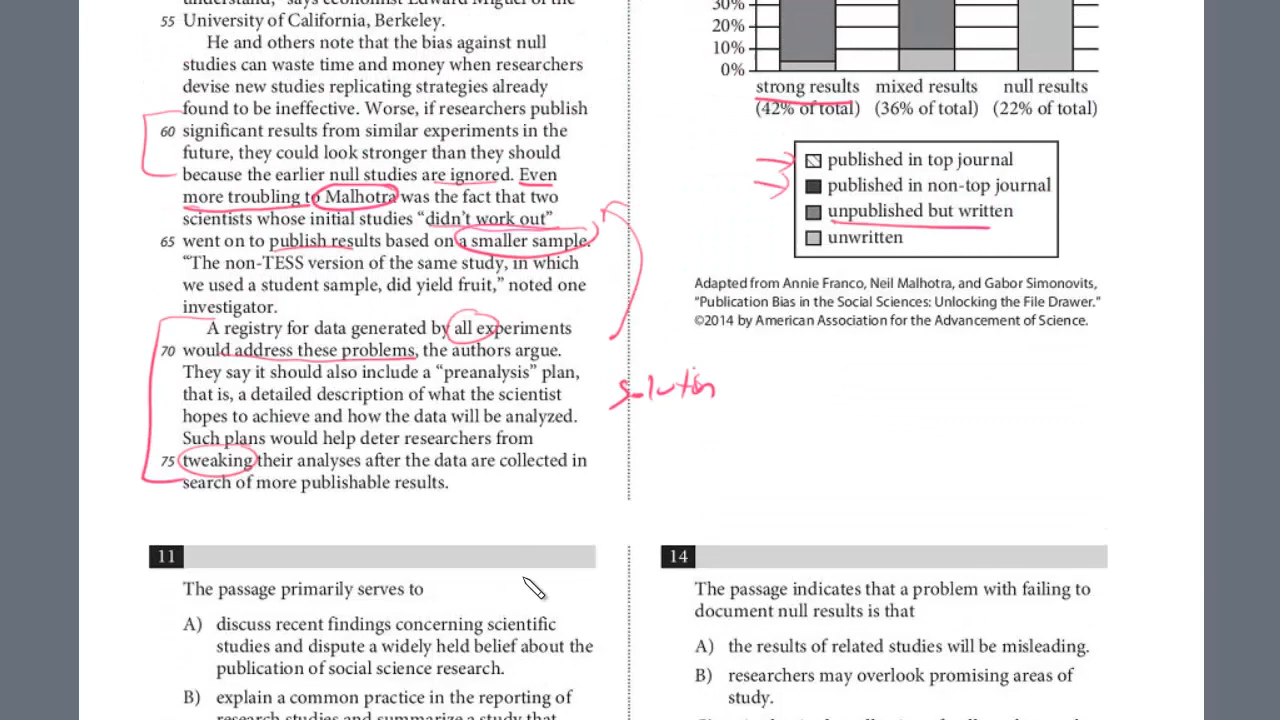 understand," says economist Edward Miguel of the
55 University of California, Berkeley.
He and others note that the bias against null
studies can waste time and money when researchers
devise new studies replicating strategies already
found to be ineffective. Worse, if researchers publish
60 significant results from similar experiments in the
future, they could look stronger than they should
because the earlier null studies are ignored. Even
more troubling to Malhotra was the fact that two
scientists whose initial studies “didn’t work out”
65 went on to publish results based on a smaller sample.
“The non-TESS version of the same study, in which
we used a student sample, did yield fruit,” noted one
investigator.
A registry for data generated by all experiments
70 would address these problems, the authors argue.
They say it should also include a “preanalysis” plan,
that is, a detailed description of what the scientist
hopes to achieve and how the data will be analyzed.
Such plans would help deter researchers from
75 tweaking their analyses after the data are collected in
search of more publishable results.
solution
30%
20%
10%
0%
strong results mixed results null results
(42% of total) (36% of total) (22% of total)
published in top journal
published in non-top journal
unpublished but written
unwritten
Adapted from Annie Franco, Neil Malhotra, and Gabor Simonovits,
“Publication Bias in the Social Sciences: Unlocking the File Drawer.”
©2014 by American Association for the Advancement of Science.
11
The passage primarily serves to
A) discuss recent findings concerning scientific
studies and dispute a widely held belief about the
publication of social science research.
B) explain a common practice in the reporting of
research studies and summarize a study that
14
The passage indicates that a problem with failing to
document null results is that
A) the results of related studies will be misleading.
B) researchers may overlook promising areas of
study.